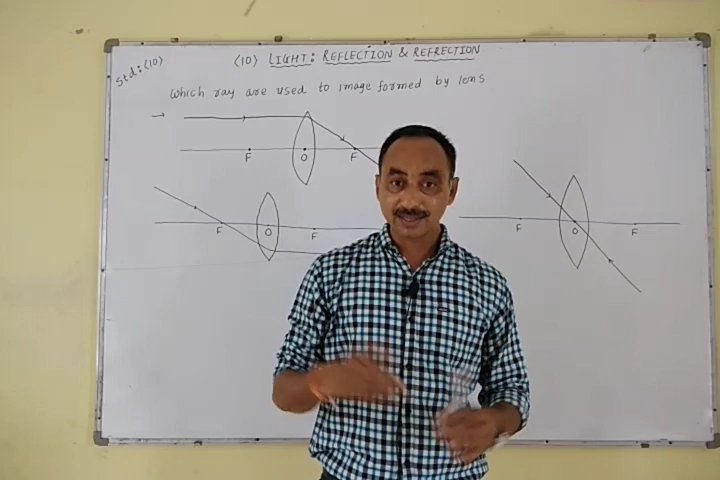 Std:(10)
(10) LIGHT: REFLECTION & REFRECTION
Which ray are used to image formed by lens
F O F
F O F
F O F